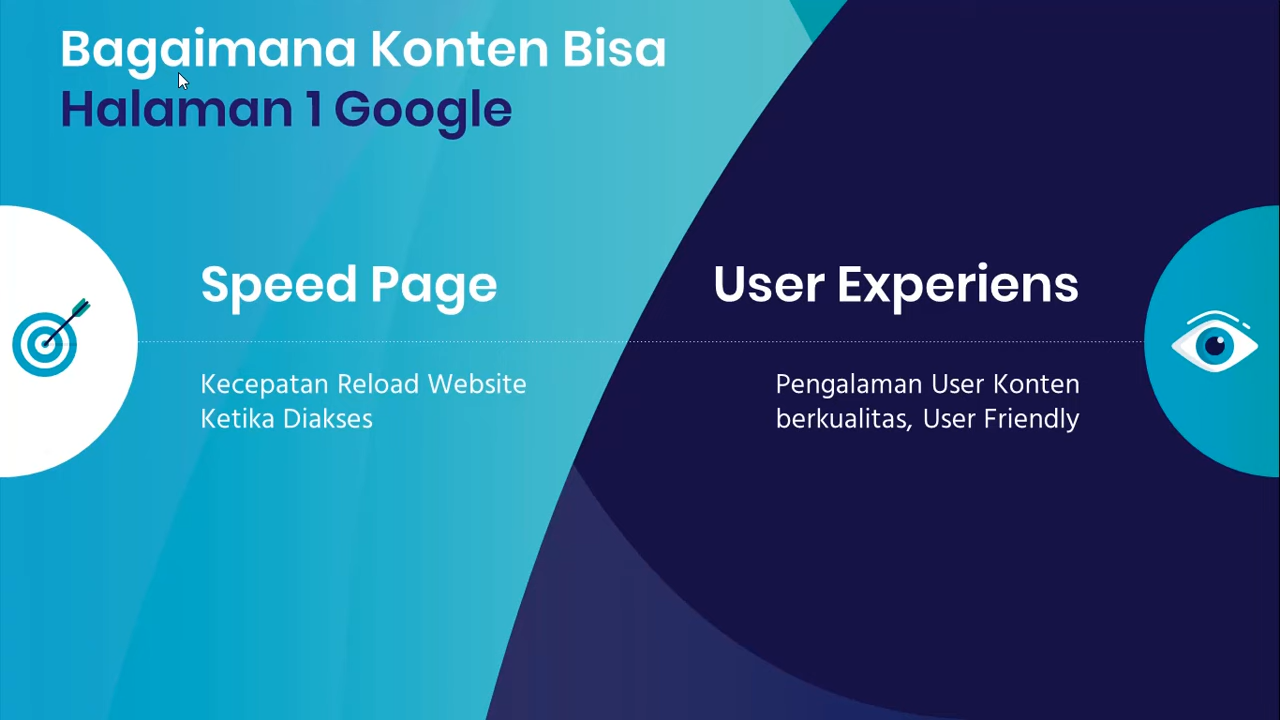 Bagaimana Konten Bisa
Halaman 1 Google
Speed Page
Kecepatan Reload Website
Ketika Diakses
User Experiens
Pengalaman User Konten
berkualitas, User Friendly